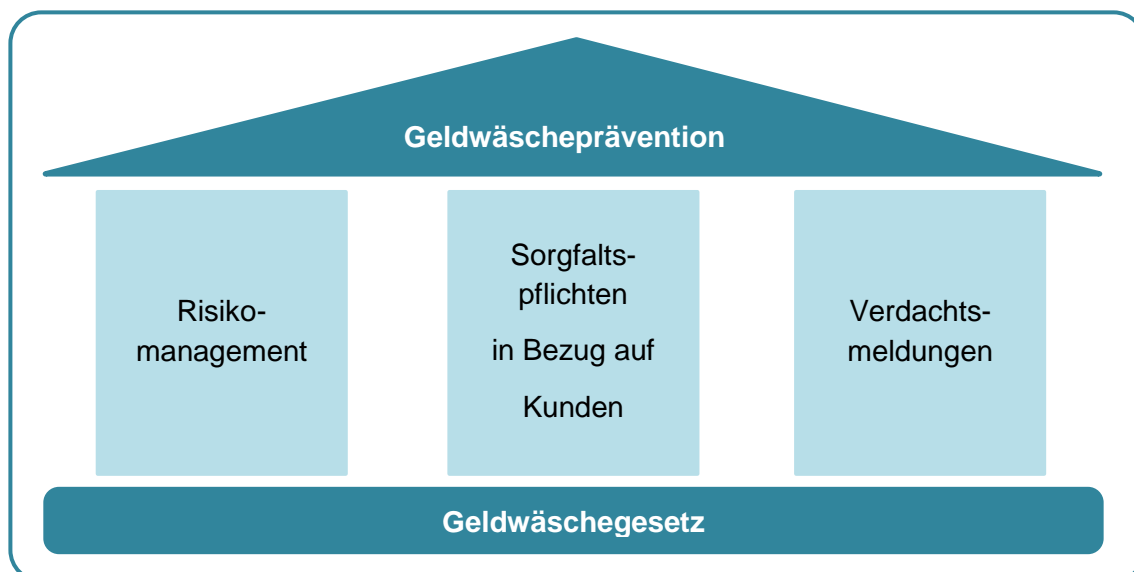 Geldwäscheprävention
Risiko-
management
Sorgfalts-
pflichten
in Bezug auf
Kunden
Verdachts-
meldungen
Geldwäschegesetz